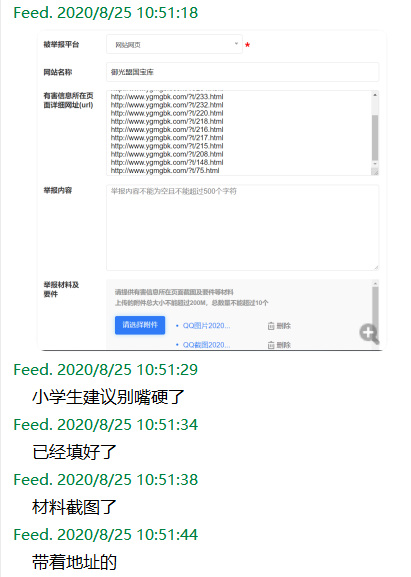 Feed. 2020/8/25 10:51:18
被举报平台
网站网页
*
网站名称
御光盟国宝库
有害信息所在页
面详细网址(url)
http://www.ygmgbk.com/?t/233.html
http://www.ygmgbk.com/?t/232.html
http://www.ygmgbk.com/?t/220.html
http://www.ygmgbk.com/?t/218.html
http://www.ygmgbk.com/?t/216.html
http://www.ygmgbk.com/?t/217.html
http://www.ygmgbk.com/?t/215.html
http://www.ygmgbk.com/?t/208.html
http://www.ygmgbk.com/?t/148.html
http://www.ygmgbk.com/?t/75.html
举报内容
举报内容不能为空且不能超过500个字符
举报材料及
要件
请提供有害信息所在页面截图及要件等材料
上传的附件总大小不能超过200M，总数量不能超过10个
请选择附件
• QQ图片2020...
删除
• QQ截图2020...
删除
Feed. 2020/8/25 10:51:29
小学生建议别嘴硬了
Feed. 2020/8/25 10:51:34
已经填好了
Feed. 2020/8/25 10:51:38
材料截图了
Feed. 2020/8/25 10:51:44
带着地址的